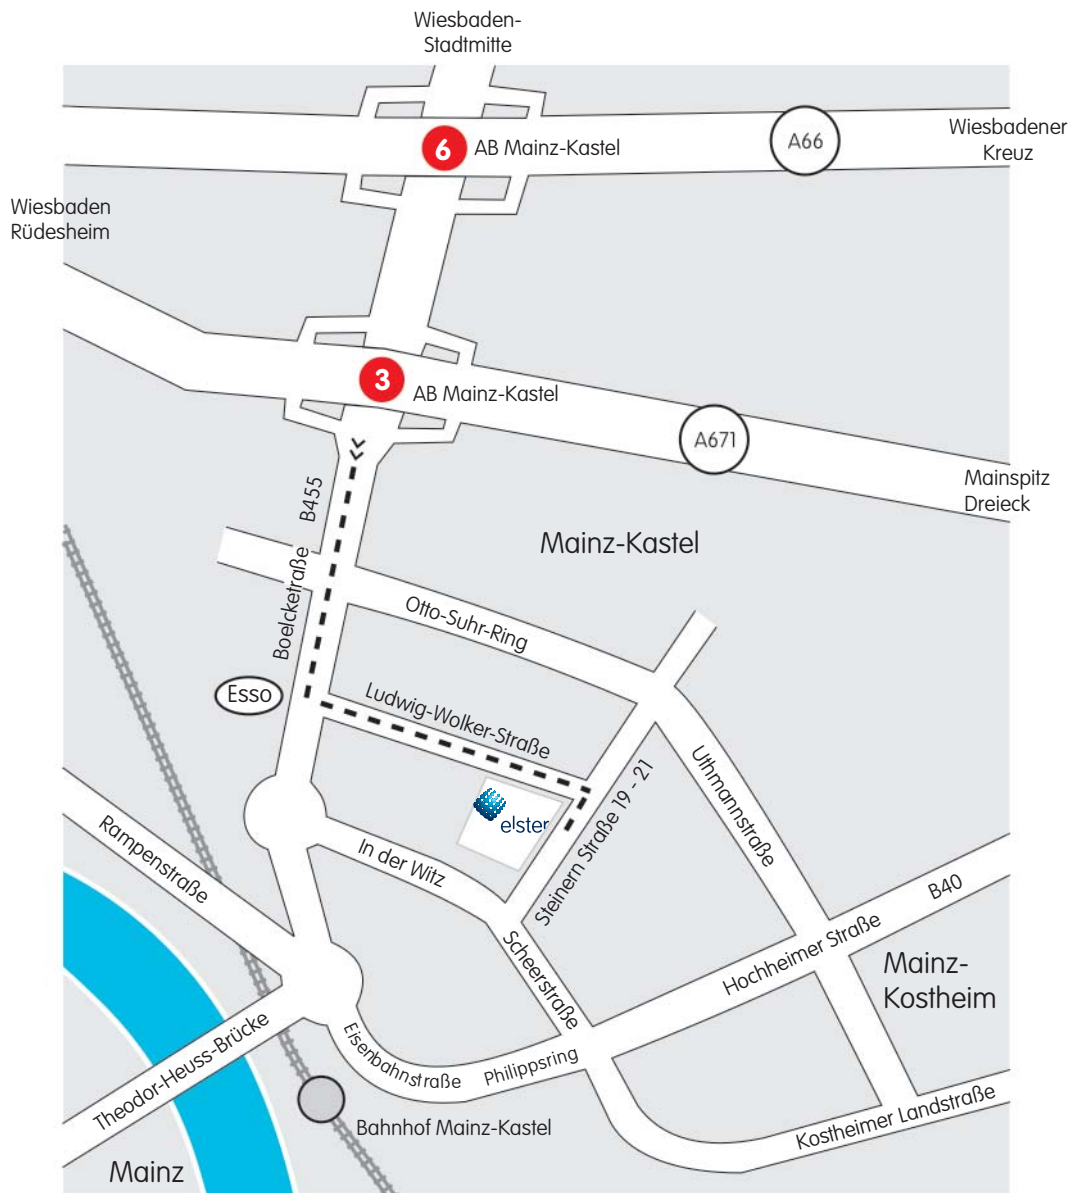 Wiesbaden-
Stadtmitte
6
AB Mainz-Kastel
A66
Wiesbadener
Kreuz
Wiesbaden
Rüdesheim
3
AB Mainz-Kastel
A671
Mainspitz
Dreieck
B455
Mainz-Kastel
Boelcketraße
Otto-Suhr-Ring
Esso
Ludwig-Wolker-Straße
Uthmannstraße
Steinern Straße 19 - 21
elster
Rampenstraße
In der Witz
B40
Hochheimer Straße
Scheerstraße
Mainz-
Kostheim
Theodor-Heuss-Brücke
Eisenbahnstraße
Philippsring
Kostheimer Landstraße
Bahnhof Mainz-Kastel
Mainz